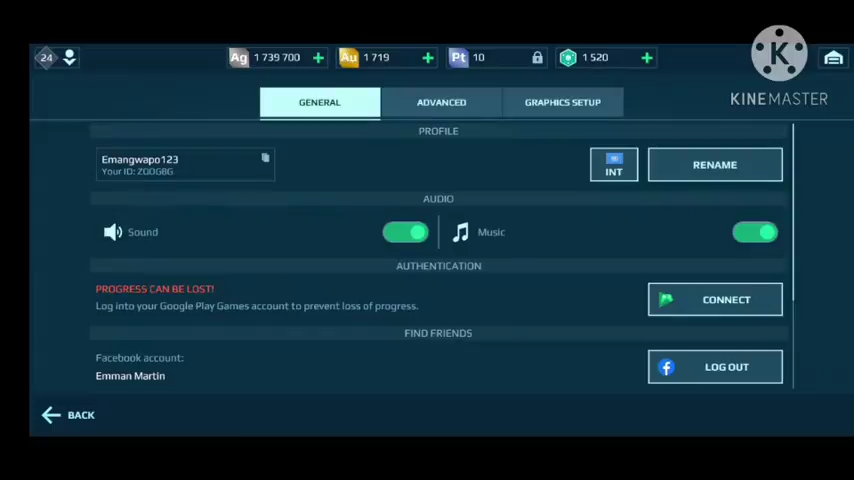 24
Ag 1 739 700 +
Au 1 719 +
Pt 10
1 520 +
K
KINEMASTER
GENERAL
ADVANCED
GRAPHICS SETUP
PROFILE
Emangwapo123
Your ID: ZQDGBG
INT
RENAME
AUDIO
Sound
Music
AUTHENTICATION
PROGRESS CAN BE LOST!
Log into your Google Play Games account to prevent loss of progress.
CONNECT
FIND FRIENDS
Facebook account:
Emman Martin
LOG OUT
BACK